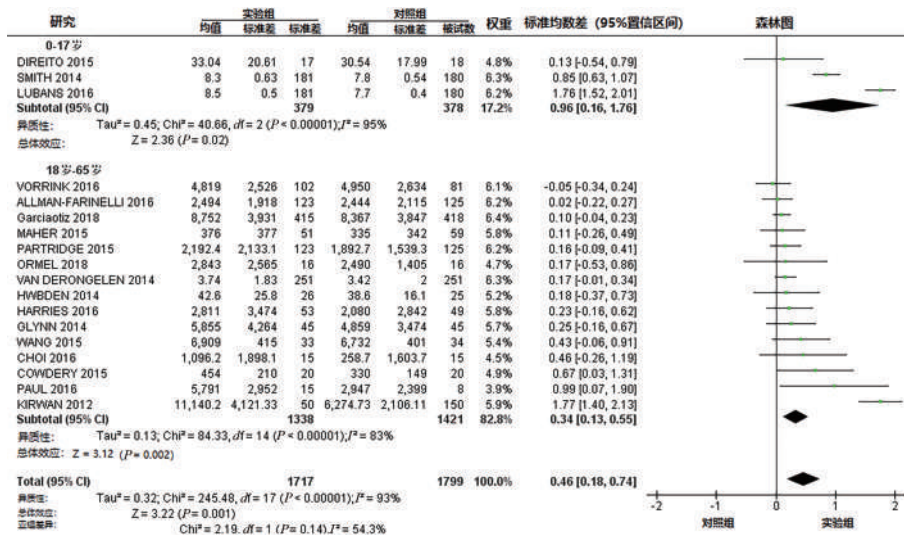 研究 实验组 对照组 权重 标准均数差 (95%置信区间) 森林图
均值 标准差 标准差 均值 标准差 被试数
0-17岁
DIREITO 2015 33.04 20.61 17 30.54 17.99 18 4.8% 0.13 [-0.54, 0.79]
SMITH 2014 8.3 0.63 181 7.8 0.54 180 6.2% 0.85 [0.63, 1.07]
LUBANS 2016 8.5 0.5 181 7.7 0.4 180 6.2% 1.76 [1.52, 2.01]
Subtotal (95% CI) 379 378 17.2% 0.96 [0.16, 1.76]
异质性: Tau² = 0.45; Chi² = 40.66, df = 2 (P < 0.00001); I² = 95%
总体效应: Z = 2.36 (P = 0.02)
18岁-65岁
VORRINK 2016 4,819 2,526 102 4,950 2,634 81 6.1% -0.05 [-0.34, 0.24]
ALLMAN-FARINELLI 2016 2,494 1,918 123 2,444 2,115 125 6.2% 0.02 [-0.22, 0.27]
Garciaotiz 2018 8,752 3,931 415 8,367 3,847 418 6.4% 0.10 [-0.04, 0.23]
MAHER 2015 376 377 51 335 342 59 5.8% 0.11 [-0.26, 0.49]
PARTRIDGE 2015 2,192.4 2,133.1 123 1,892.7 1,539.3 125 6.2% 0.16 [-0.09, 0.41]
ORMEL 2018 2,843 2,565 16 2,490 1,405 16 4.7% 0.17 [-0.53, 0.86]
VAN DERONGELEN 2014 3.74 1.83 251 3.42 2 251 6.3% 0.17 [-0.01, 0.34]
HWBDEN 2014 42.6 25.8 26 38.6 16.1 25 5.2% 0.18 [-0.37, 0.73]
HARRIES 2016 2,811 3,474 53 2,080 2,842 49 5.8% 0.23 [-0.16, 0.62]
GLYNN 2014 5,855 4,264 45 4,859 3,474 45 5.7% 0.25 [-0.16, 0.67]
WANG 2015 6,909 415 33 6,732 401 34 5.5% 0.43 [-0.06, 0.91]
CHOI 2016 1,096.2 1,898.1 15 258.7 1,603.7 15 4.6% 0.46 [-0.26, 1.19]
COWDERY 2015 454 210 20 330 149 20 4.9% 0.67 [0.03, 1.31]
PAUL 2016 5,791 2,952 15 2,947 2,399 8 4.0% 0.99 [0.07, 1.90]
KIRWAN 2012 11,140.2 4,121.33 50 6,274.73 2,106.11 150 5.9% 1.77 [1.40, 2.13]
Subtotal (95% CI) 1338 1421 82.8% 0.34 [0.13, 0.55]
异质性: Tau² = 0.13; Chi² = 84.33, df = 14 (P < 0.00001); I² = 83%
总体效应: Z = 3.12 (P = 0.002)
Total (95% CI) 1717 1799 100.0% 0.46 [0.18, 0.74]
异质性: Tau² = 0.32; Chi² = 245.48, df = 17 (P < 0.00001); I² = 93%
总体效应: Z = 3.22 (P = 0.001)
亚组差异: Chi² = 2.19, df = 1 (P = 0.14), I² = 54.3%
-2 -1 0 1 2
对照组 实验组